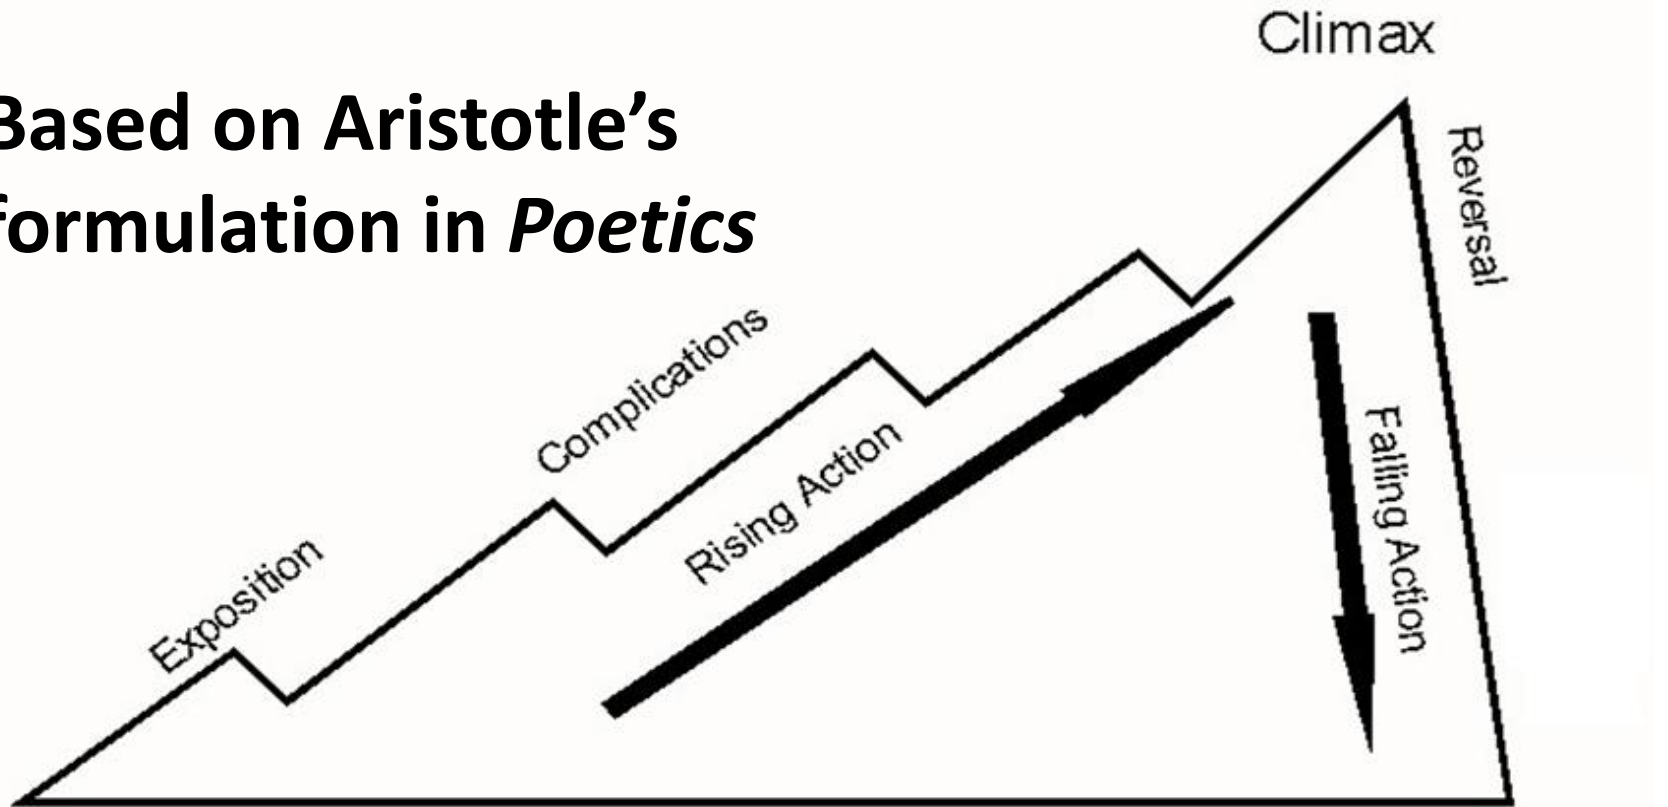 Climax
Based on Aristotle’s
formulation in Poetics
Reversal
Complications
Rising Action
Falling Action
Exposition